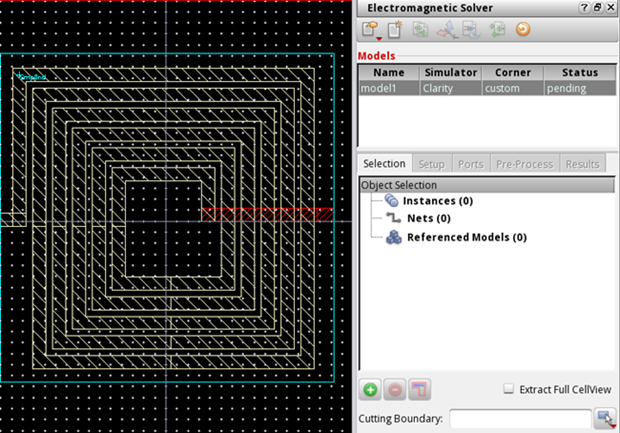 Electromagnetic Solver
Models
Name Simulator Corner Status
model1 Clarity custom pending
Selection Setup Ports Pre-Process Results
Object Selection
Instances (0)
Nets (0)
Referenced Models (0)
Extract Full CellView
Cutting Boundary: